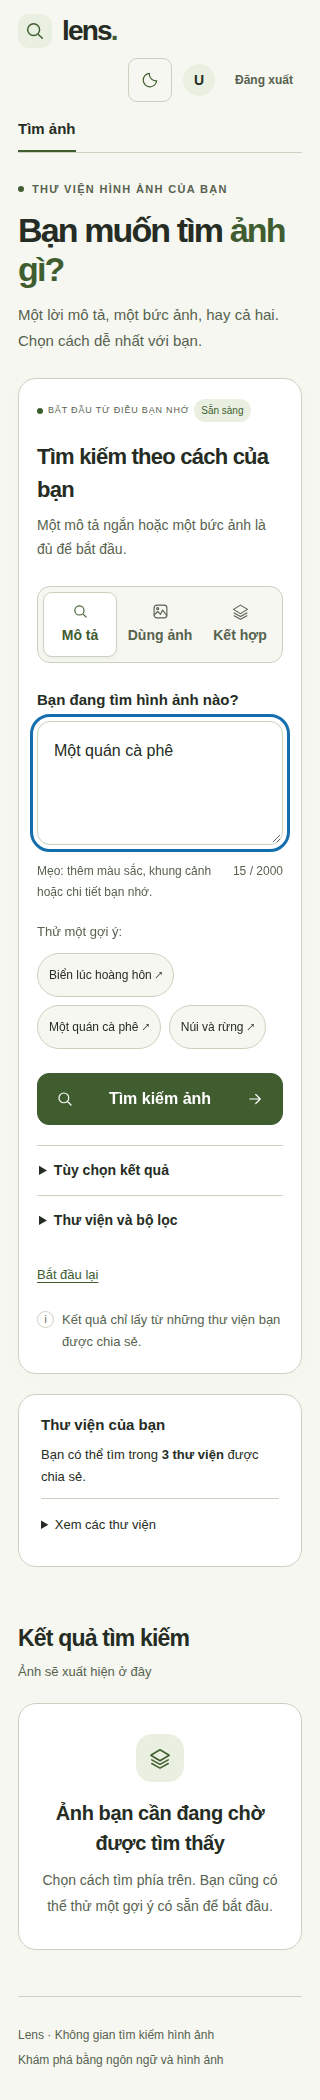 lens.
U Đăng xuất
Tìm ảnh
THƯ VIỆN HÌNH ẢNH CỦA BẠN
Bạn muốn tìm ảnh
gì?
Một lời mô tả, một bức ảnh, hay cả hai.
Chọn cách dễ nhất với bạn.
BẮT ĐẦU TỪ ĐIỀU BẠN NHỚ Sẵn sàng
Tìm kiếm theo cách của
bạn
Một mô tả ngắn hoặc một bức ảnh là
đủ để bắt đầu.
Mô tả Dùng ảnh Kết hợp
Bạn đang tìm hình ảnh nào?
Một quán cà phê
Mẹo: thêm màu sắc, khung cảnh 15 / 2000
hoặc chi tiết bạn nhớ.
Thử một gợi ý:
Biển lúc hoàng hôn ↗
Một quán cà phê ↗ Núi và rừng ↗
Tìm kiếm ảnh
Tùy chọn kết quả
Thư viện và bộ lọc
Bắt đầu lại
i Kết quả chỉ lấy từ những thư viện bạn
được chia sẻ.
Thư viện của bạn
Bạn có thể tìm trong 3 thư viện được
chia sẻ.
Xem các thư viện
Kết quả tìm kiếm
Ảnh sẽ xuất hiện ở đây
Ảnh bạn cần đang chờ
được tìm thấy
Chọn cách tìm phía trên. Bạn cũng có
thể thử một gợi ý có sẵn để bắt đầu.
Lens · Không gian tìm kiếm hình ảnh
Khám phá bằng ngôn ngữ và hình ảnh